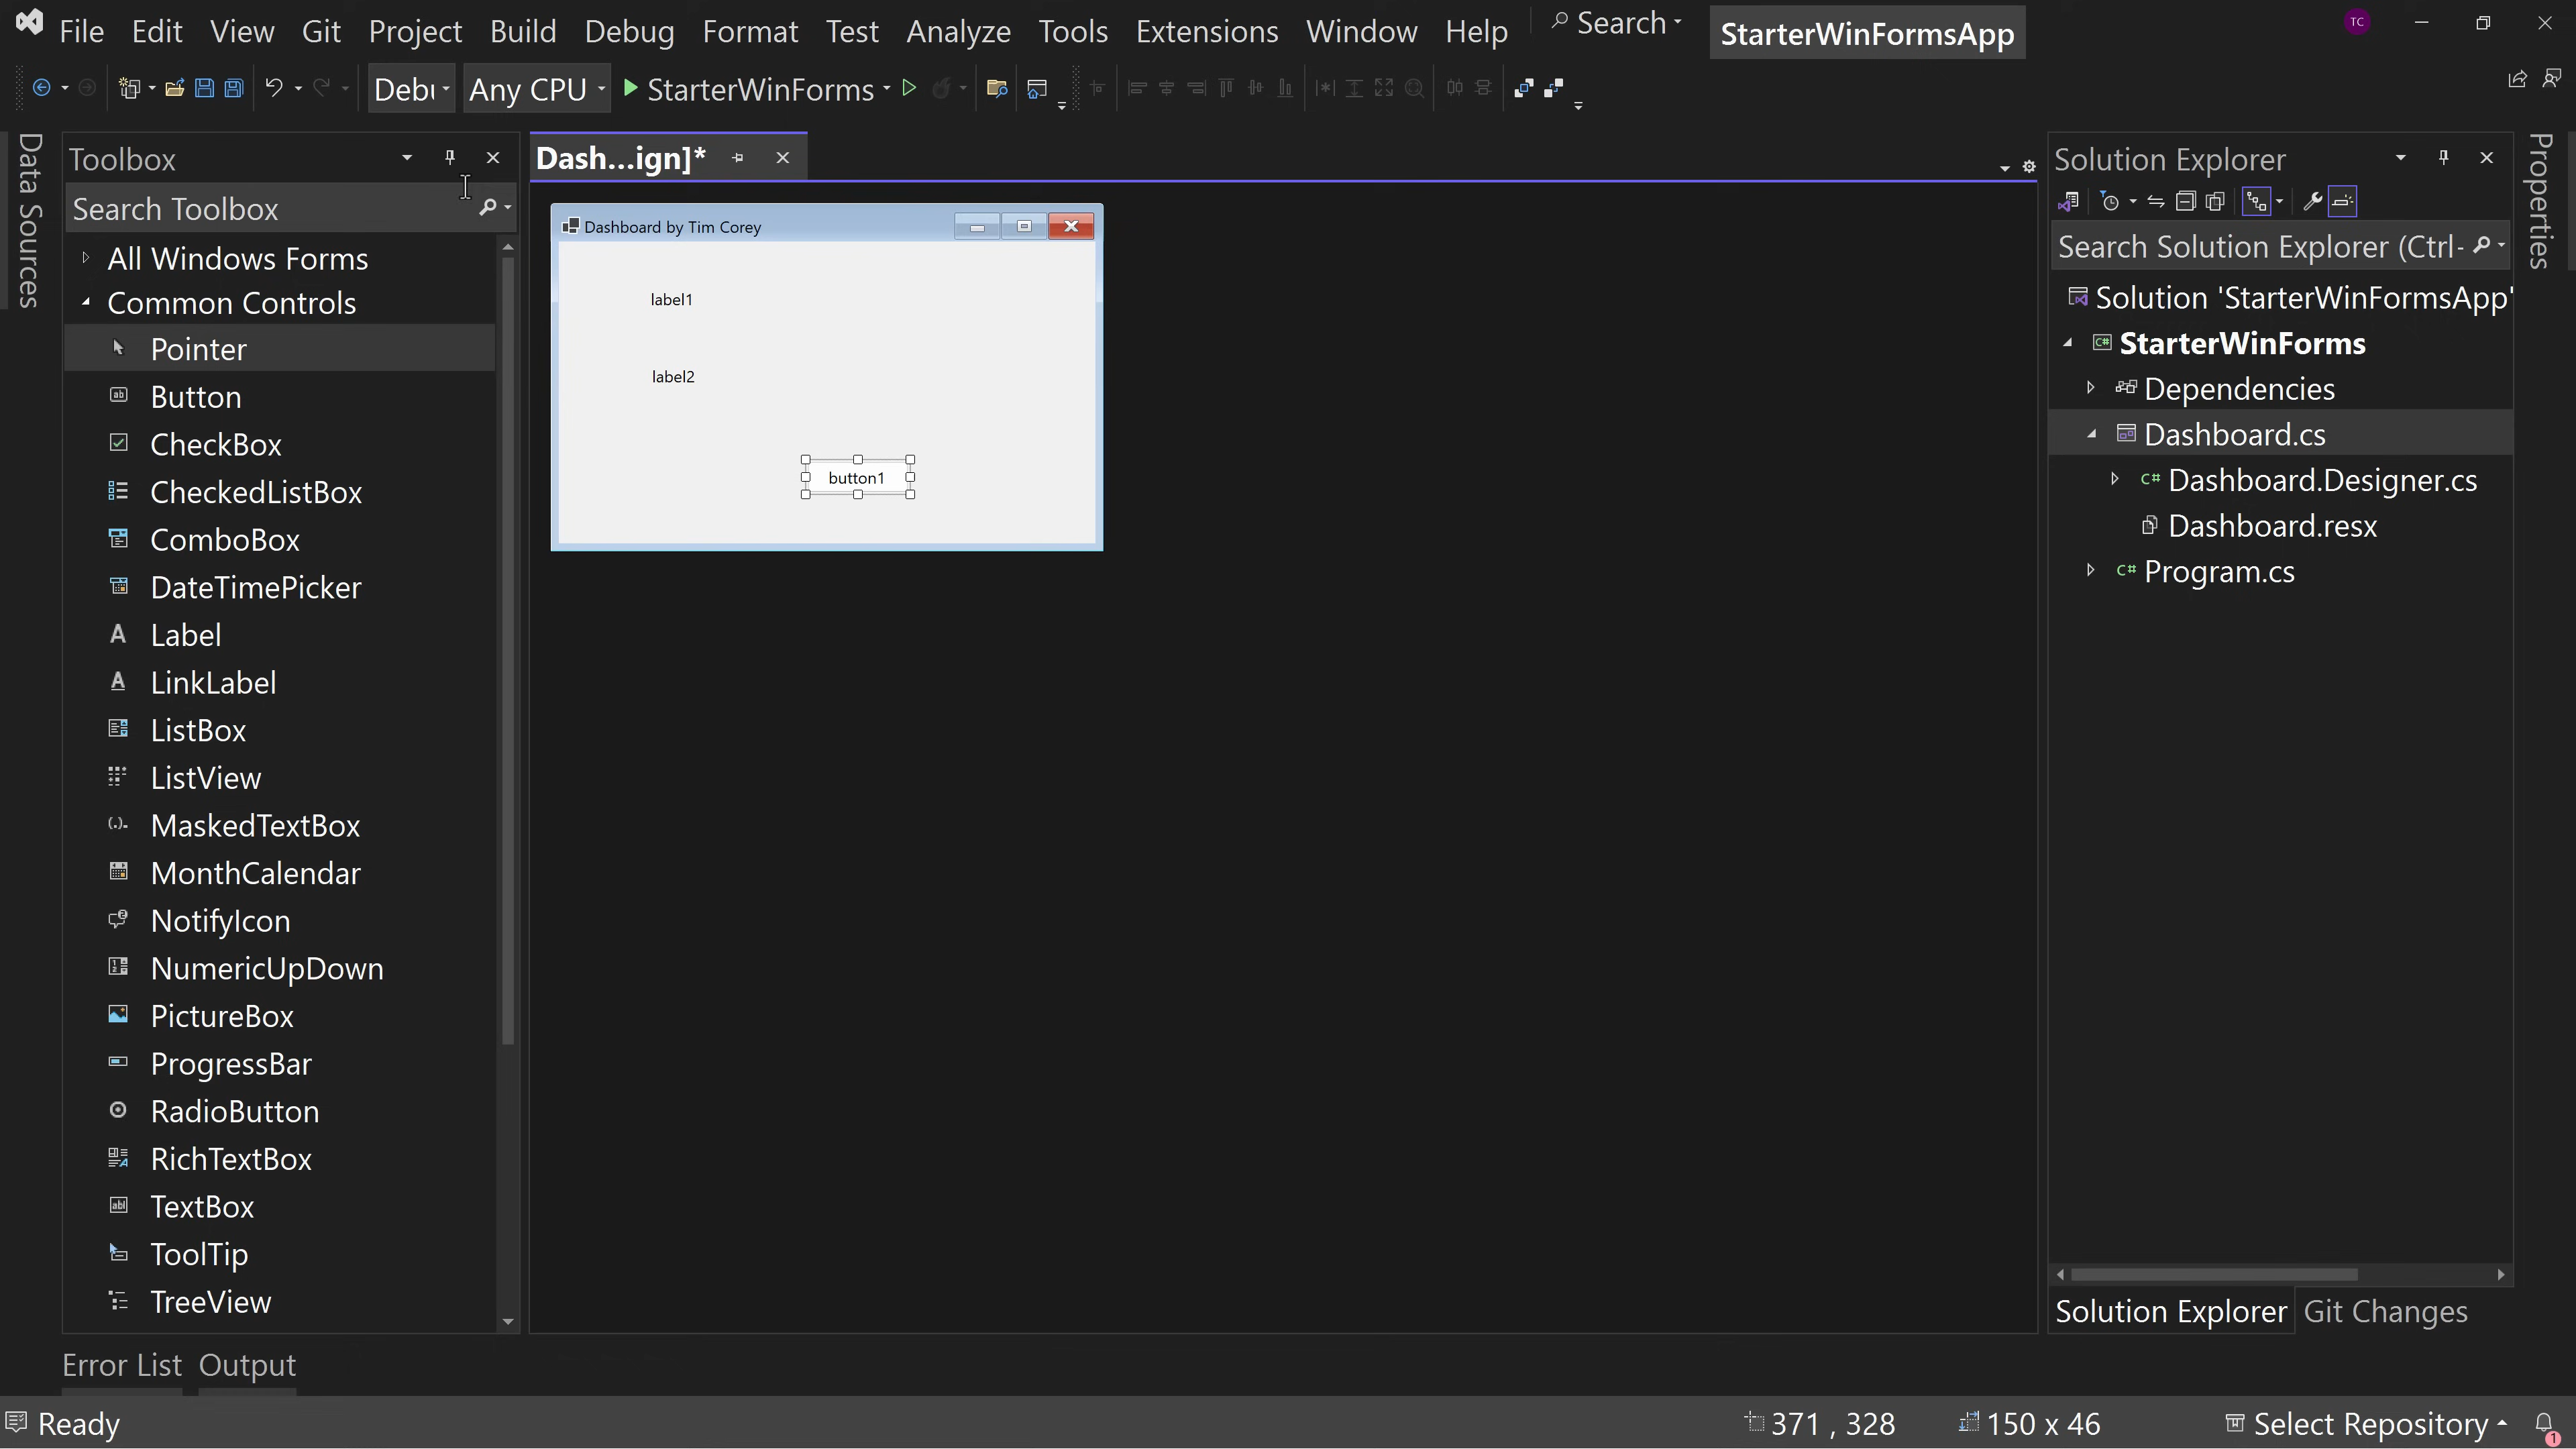 File Edit View Git Project Build Debug Format Test Analyze Tools Extensions Window Help Search StarterWinFormsApp TC
Debu Any CPU StarterWinForms
Data Sources
Toolbox
Search Toolbox
All Windows Forms
Common Controls
Pointer
Button
CheckBox
CheckedListBox
ComboBox
DateTimePicker
Label
LinkLabel
ListBox
ListView
MaskedTextBox
MonthCalendar
NotifyIcon
NumericUpDown
PictureBox
ProgressBar
RadioButton
RichTextBox
TextBox
ToolTip
TreeView
Dash...ign]*
Dashboard by Tim Corey
label1
label2
button1
Solution Explorer
Search Solution Explorer (Ctrl-
Solution 'StarterWinFormsApp'
C# StarterWinForms
Dependencies
Dashboard.cs
C# Dashboard.Designer.cs
Dashboard.resx
C# Program.cs
Solution Explorer Git Changes
Properties
Error List Output
Ready 371 , 328 150 x 46 Select Repository 1